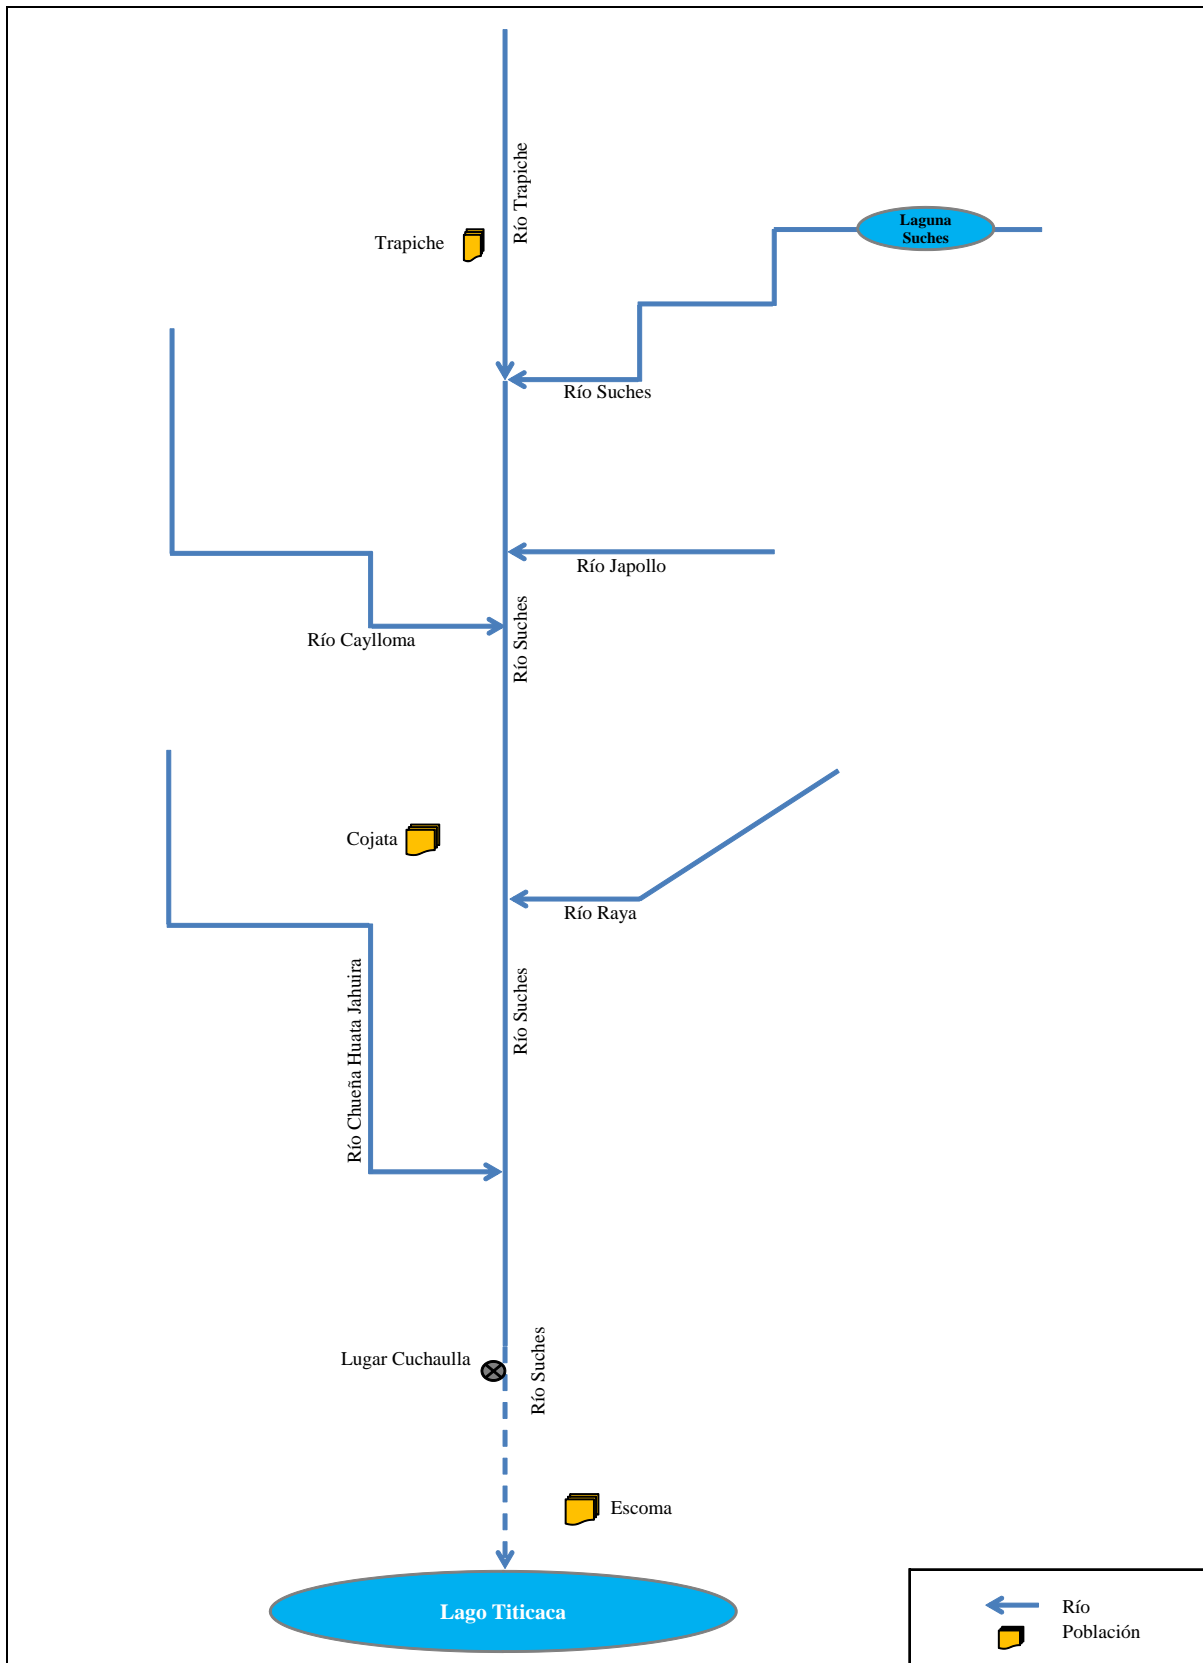 Río Trapiche
Laguna
Suches
Trapiche
Río Suches
Río Japollo
Río Suches
Río Caylloma
Cojata
Río Raya
Río Chueña Huata Jahuira
Río Suches
Río Suches
Lugar Cuchaulla
Escoma
Lago Titicaca
Río
Población